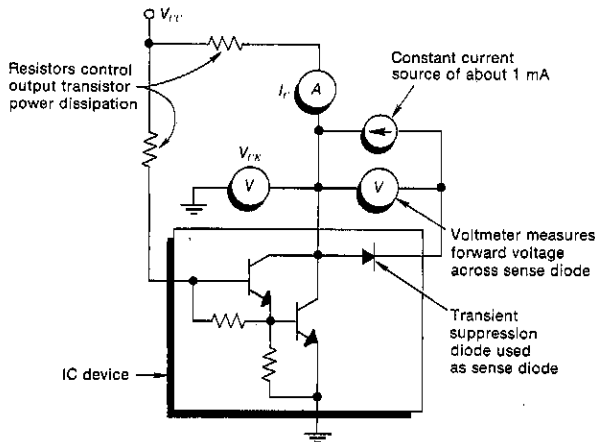 V_CC
Resistors control
output transistor
power dissipation
I_C
A
Constant current
source of about 1 mA
V_CE
V
V
Voltmeter measures
forward voltage
across sense diode
Transient
suppression
diode used
as sense diode
IC device